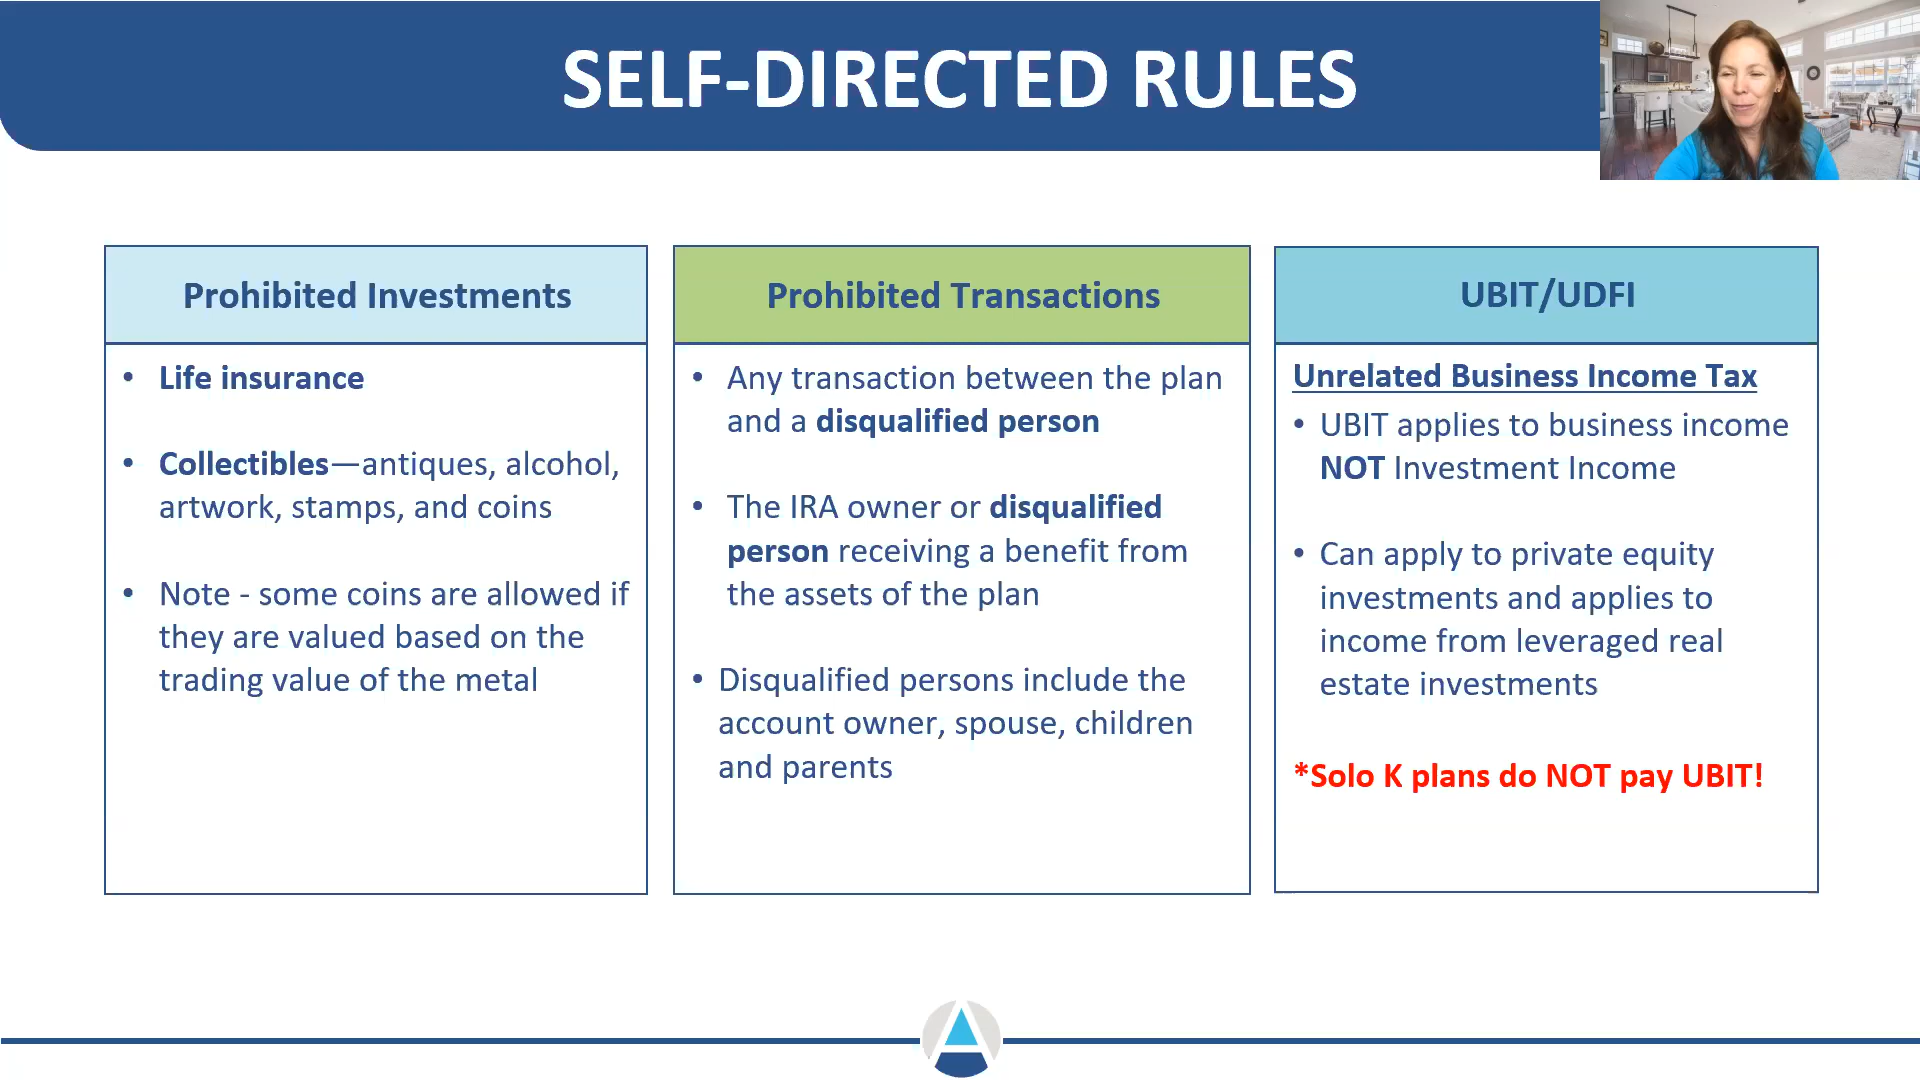 SELF-DIRECTED RULES
Prohibited Investments
• Life insurance
• Collectibles—antiques, alcohol,
artwork, stamps, and coins
• Note - some coins are allowed if
they are valued based on the
trading value of the metal
Prohibited Transactions
• Any transaction between the plan
and a disqualified person
• The IRA owner or disqualified
person receiving a benefit from
the assets of the plan
• Disqualified persons include the
account owner, spouse, children
and parents
UBIT/UDFI
Unrelated Business Income Tax
• UBIT applies to business income
NOT Investment Income
• Can apply to private equity
investments and applies to
income from leveraged real
estate investments
*Solo K plans do NOT pay UBIT!